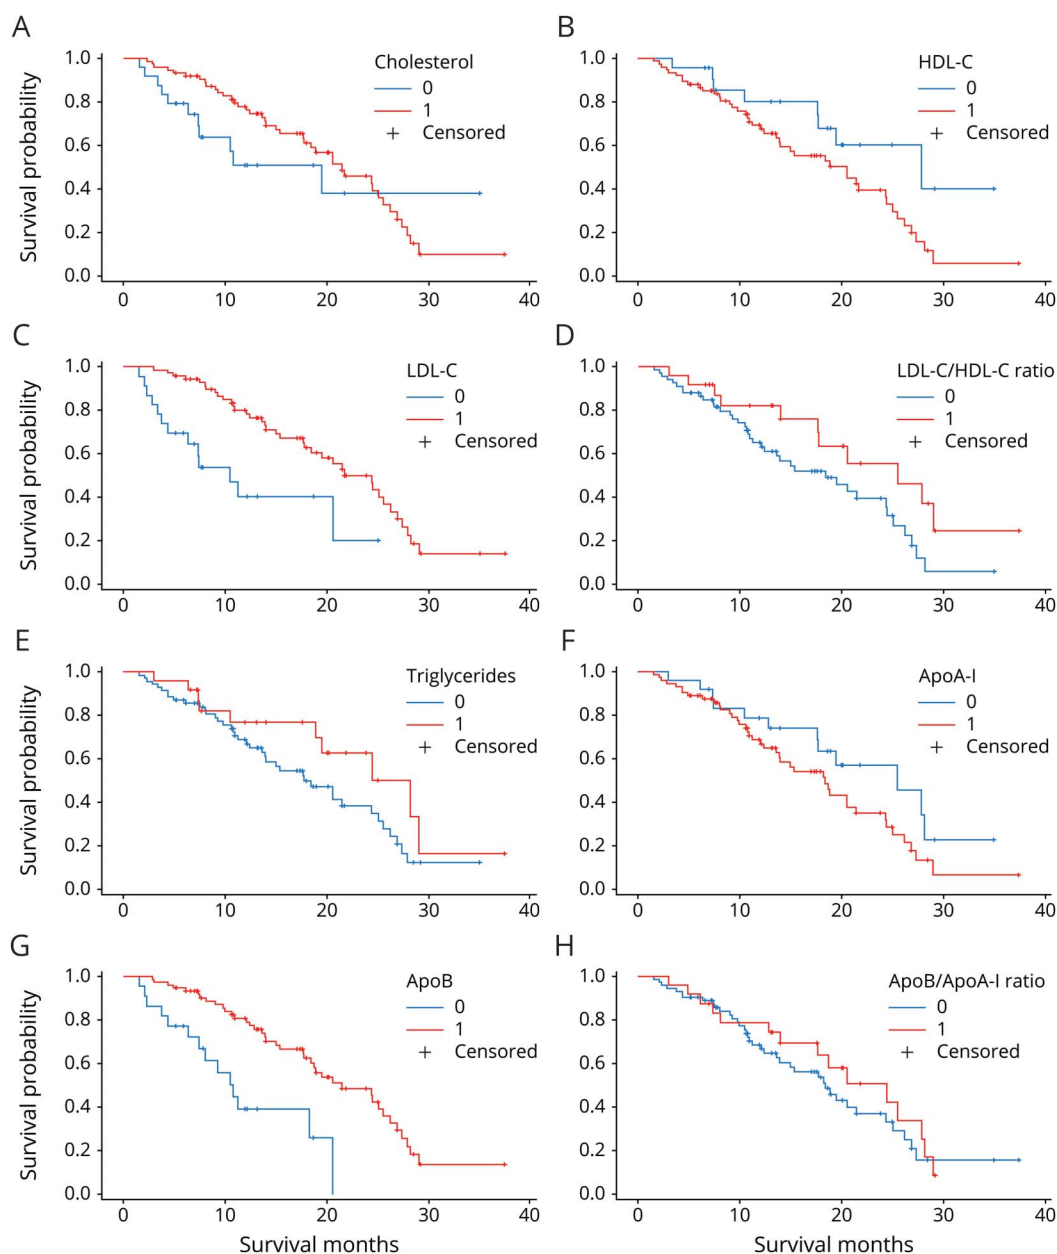 A
Survival probability
1.0
0.8
0.6
0.4
0.2
0.0
0 10 20 30 40
Cholesterol
0
1
+ Censored
B
1.0
0.8
0.6
0.4
0.2
0.0
0 10 20 30 40
HDL-C
0
1
+ Censored
C
Survival probability
1.0
0.8
0.6
0.4
0.2
0.0
0 10 20 30 40
LDL-C
0
1
+ Censored
D
1.0
0.8
0.6
0.4
0.2
0.0
0 10 20 30 40
LDL-C/HDL-C ratio
0
1
+ Censored
E
Survival probability
1.0
0.8
0.6
0.4
0.2
0.0
0 10 20 30 40
Triglycerides
0
1
+ Censored
F
1.0
0.8
0.6
0.4
0.2
0.0
0 10 20 30 40
ApoA-I
0
1
+ Censored
G
Survival probability
1.0
0.8
0.6
0.4
0.2
0.0
0 10 20 30 40
Survival months
ApoB
0
1
+ Censored
H
1.0
0.8
0.6
0.4
0.2
0.0
0 10 20 30 40
Survival months
ApoB/ApoA-I ratio
0
1
+ Censored